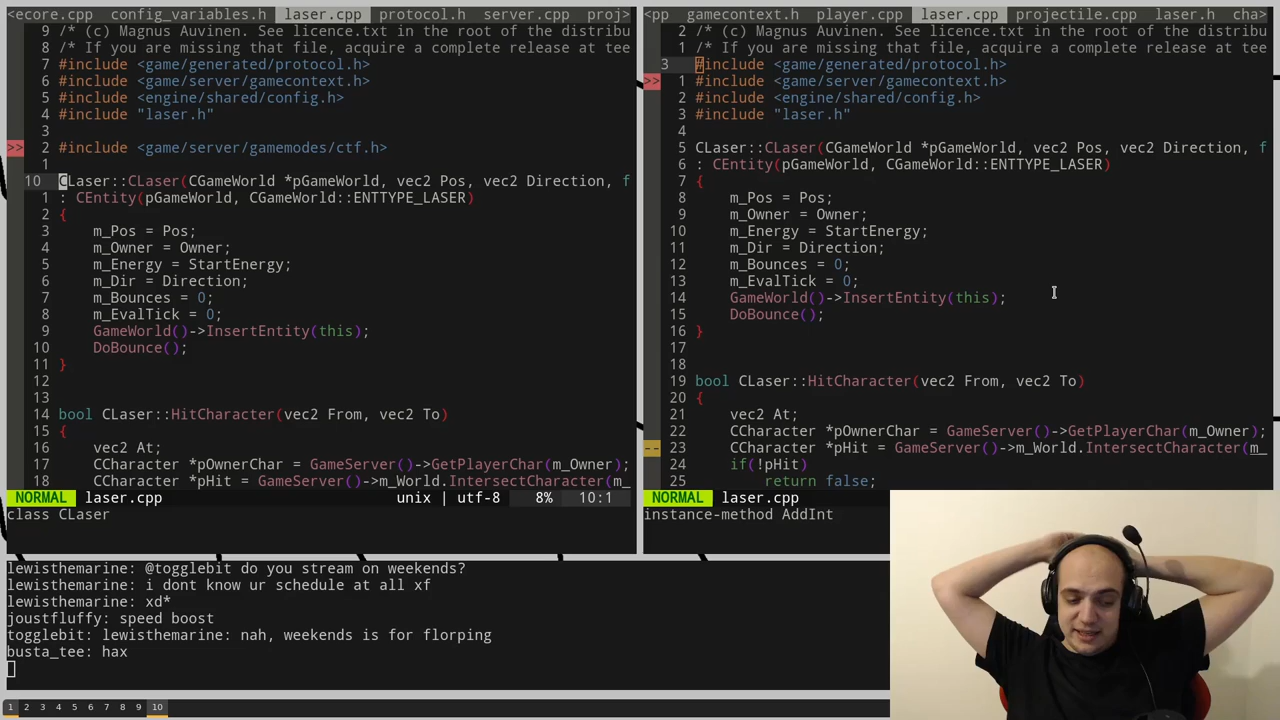 <ecore.cpp config_variables.h laser.cpp protocol.h server.cpp proj>
9 /* (c) Magnus Auvinen. See licence.txt in the root of the distribu
8 /* If you are missing that file, acquire a complete release at tee
7 #include <game/generated/protocol.h>
6 #include <game/server/gamecontext.h>
5 #include <engine/shared/config.h>
4 #include "laser.h"
3
>> 2 #include <game/server/gamemodes/ctf.h>
1
10 CLaser::CLaser(CGameWorld *pGameWorld, vec2 Pos, vec2 Direction, f
1 : CEntity(pGameWorld, CGameWorld::ENTTYPE_LASER)
2 {
3 m_Pos = Pos;
4 m_Owner = Owner;
5 m_Energy = StartEnergy;
6 m_Dir = Direction;
7 m_Bounces = 0;
8 m_EvalTick = 0;
9 GameWorld()->InsertEntity(this);
10 DoBounce();
11 }
12
13
14 bool CLaser::HitCharacter(vec2 From, vec2 To)
15 {
16 vec2 At;
17 CCharacter *pOwnerChar = GameServer()->GetPlayerChar(m_Owner);
18 CCharacter *pHit = GameServer()->m_World.IntersectCharacter(m_
NORMAL laser.cpp unix | utf-8 8% 10:1
class CLaser
<pp gamecontext.h player.cpp laser.cpp projectile.cpp laser.h cha>
2 /* (c) Magnus Auvinen. See licence.txt in the root of the distribu
1 /* If you are missing that file, acquire a complete release at tee
3 #include <game/generated/protocol.h>
>> 1 #include <game/server/gamecontext.h>
2 #include <engine/shared/config.h>
3 #include "laser.h"
4
5 CLaser::CLaser(CGameWorld *pGameWorld, vec2 Pos, vec2 Direction, f
6 : CEntity(pGameWorld, CGameWorld::ENTTYPE_LASER)
7 {
8 m_Pos = Pos;
9 m_Owner = Owner;
10 m_Energy = StartEnergy;
11 m_Dir = Direction;
12 m_Bounces = 0;
13 m_EvalTick = 0;
14 GameWorld()->InsertEntity(this);
15 DoBounce();
16 }
17
18
19 bool CLaser::HitCharacter(vec2 From, vec2 To)
20 {
21 vec2 At;
22 CCharacter *pOwnerChar = GameServer()->GetPlayerChar(m_Owner);
-- 23 CCharacter *pHit = GameServer()->m_World.IntersectCharacter(m_
24 if(!pHit)
25 return false;
NORMAL laser.cpp
instance-method AddInt
lewisthemarine: @togglebit do you stream on weekends?
lewisthemarine: i dont know ur schedule at all xf
lewisthemarine: xd*
joustfluffy: speed boost
togglebit: lewisthemarine: nah, weekends is for florping
busta_tee: hax
1 2 3 4 5 6 7 8 9 10